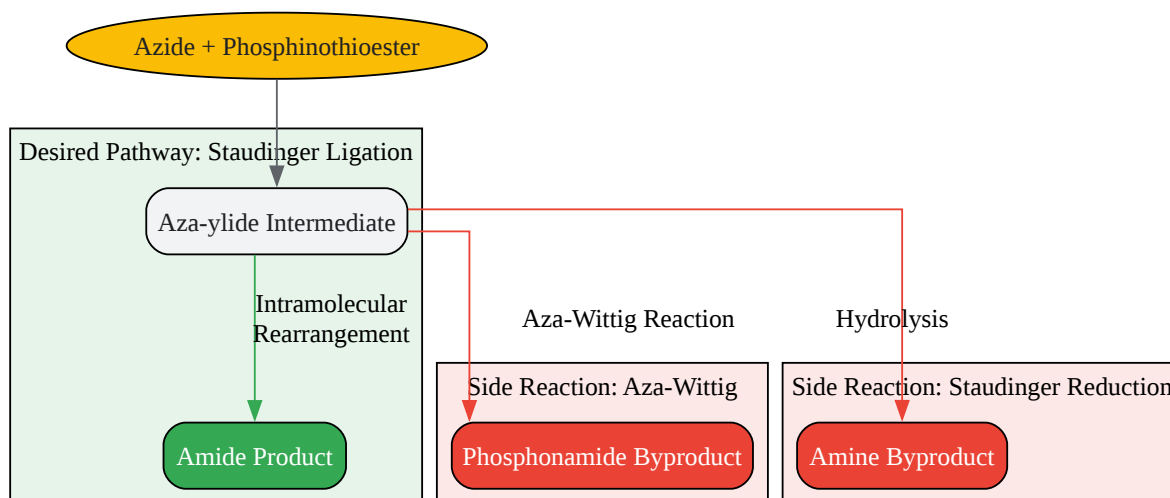 Azide + Phosphinothioester
Desired Pathway: Staudinger Ligation
Aza-ylide Intermediate
Intramolecular
Rearrangement
Aza-Wittig Reaction
Hydrolysis
Side Reaction: Aza-Wittig
Side Reaction: Staudinger Reduction
Amide Product
Phosphonamide Byproduct
Amine Byproduct